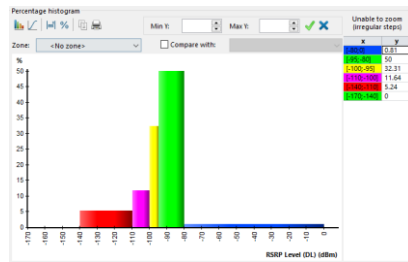 Percentage histogram
%
Min Y:
Max Y:
Unable to zoom
(irregular steps)
Zone:
<No zone>
Compare with:
x y
[-80;0] 0.81
[-95;-80] 50
[-100;-95] 32.31
[-110;-100] 11.64
[-140;-110] 5.24
[-170;-140] 0
%
50
45
40
35
30
25
20
15
10
5
0
-170 -160 -150 -140 -130 -120 -110 -100 -90 -80 -70 -60 -50 -40 -30 -20 -10 0
RSRP Level (DL) (dBm)